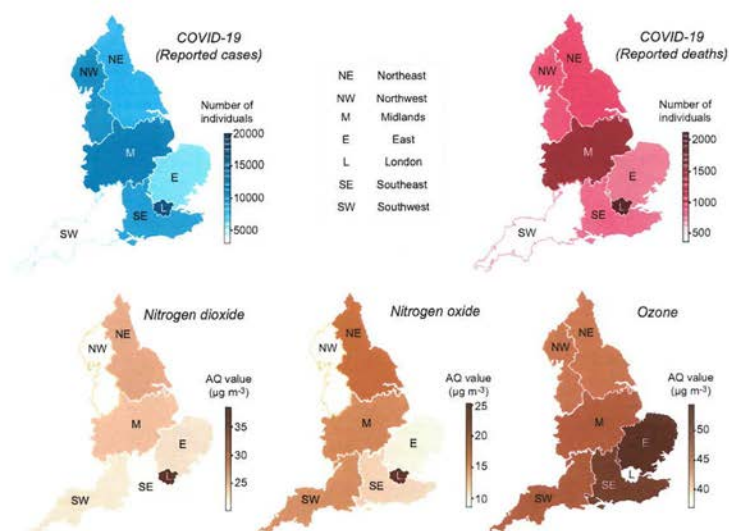 COVID-19
(Reported cases)
NE
NW
M
E
L
SE
SW
Number of
individuals
20000
15000
10000
5000
NE Northeast
NW Northwest
M Midlands
E East
L London
SE Southeast
SW Southwest
COVID-19
(Reported deaths)
NE
NW
M
E
L
SE
SW
Number of
individuals
2000
1500
1000
500
Nitrogen dioxide
NE
NW
M
E
L
SE
SW
AQ value
(µg m-3)
35
30
25
Nitrogen oxide
NE
NW
M
E
L
SE
SW
AQ value
(µg m-3)
25
20
15
10
Ozone
NE
NW
M
E
L
SE
SW
AQ value
(µg m-3)
50
45
40